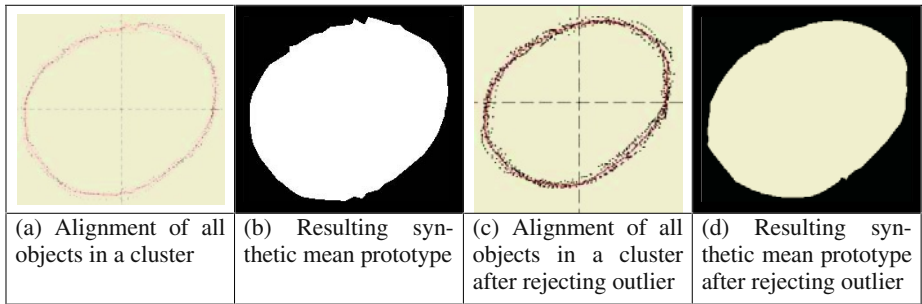 (a) Alignment of all
objects in a cluster
(b) Resulting syn-
thetic mean prototype
(c) Alignment of all
objects in a cluster
after rejecting outlier
(d) Resulting syn-
thetic mean prototype
after rejecting outlier